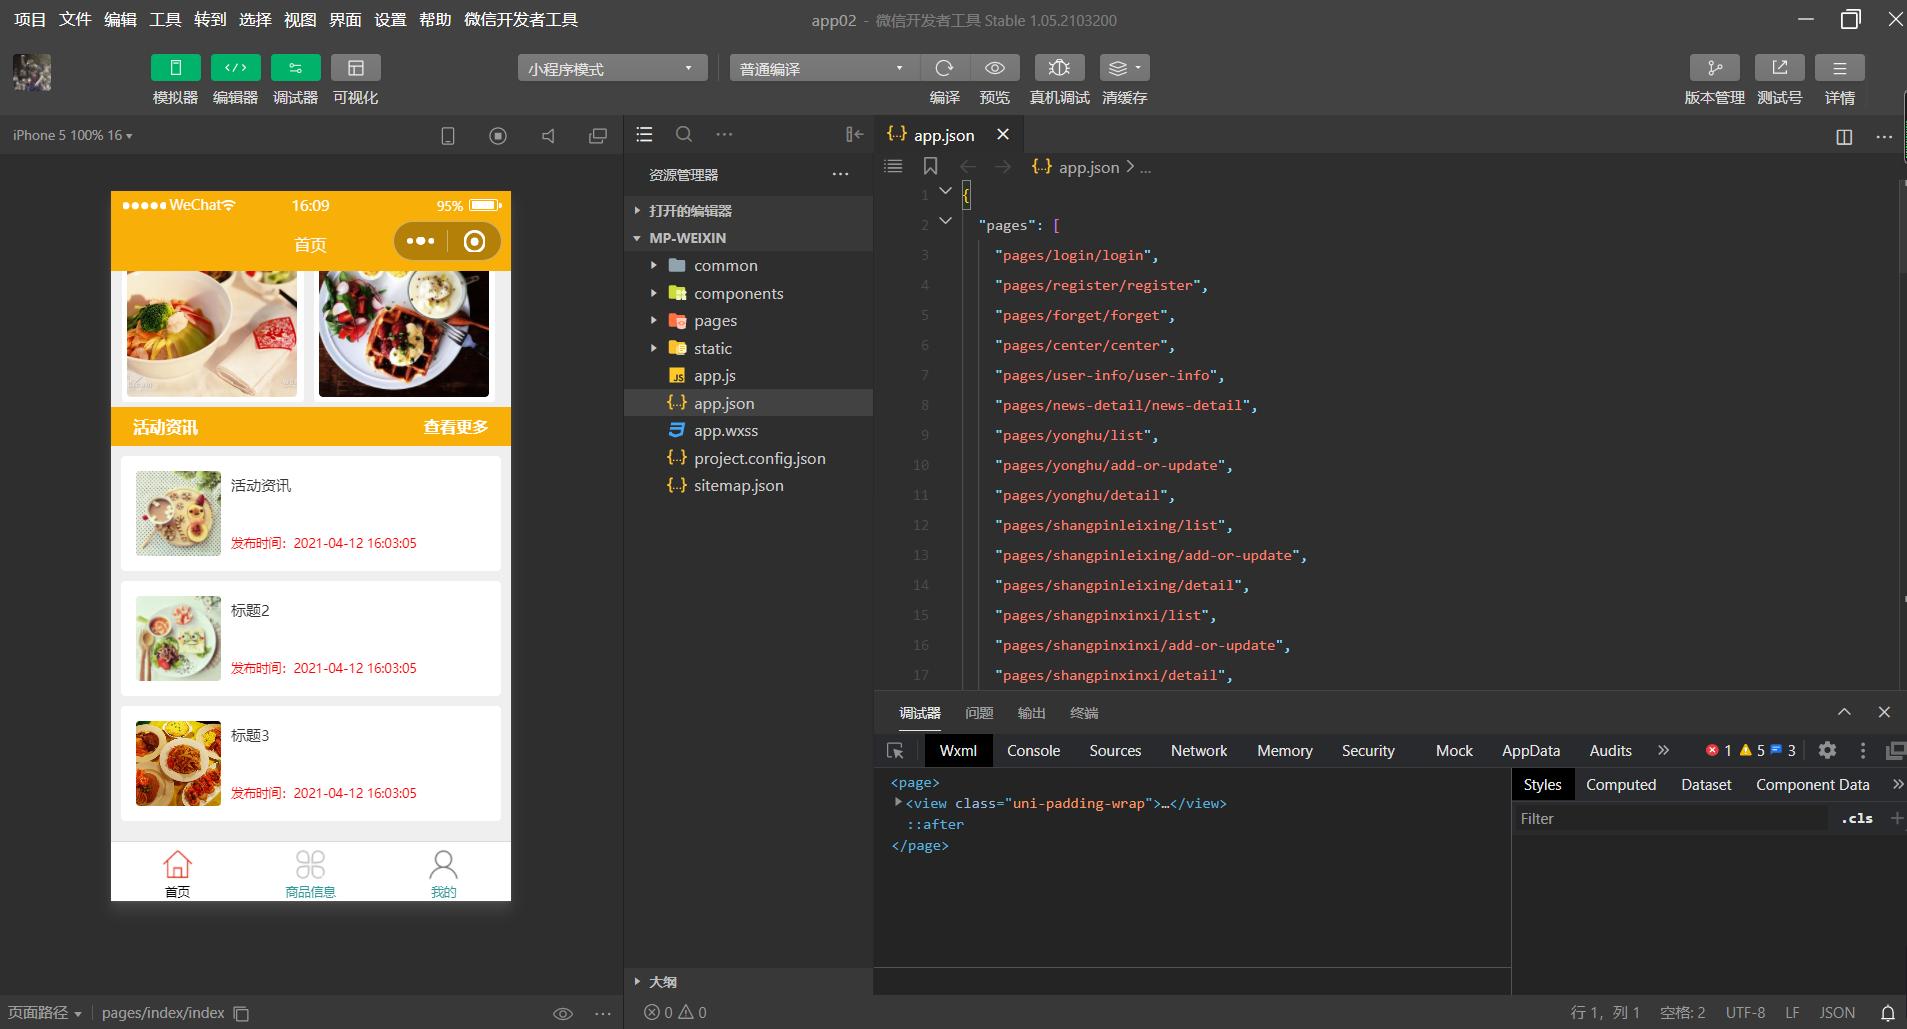 项目 文件 编辑 工具 转到 选择 视图 界面 设置 帮助 微信开发者工具
app02 - 微信开发者工具 Stable 1.05.2103200
模拟器 编辑器 调试器 可视化
小程序模式
普通编译
编译 预览 真机调试 清缓存
版本管理 测试号 详情
iPhone 5 100% 16
WeChat 16:09 95%
首页
活动资讯 查看更多
活动资讯
发布时间：2021-04-12 16:03:05
标题2
发布时间：2021-04-12 16:03:05
标题3
发布时间：2021-04-12 16:03:05
首页 商品信息 我的
页面路径 pages/index/index
资源管理器
打开的编辑器
MP-WEIXIN
common
components
pages
static
app.js
app.json
app.wxss
project.config.json
sitemap.json
大纲
0 0
app.json
app.json > ...
1 {
2 "pages": [
3 "pages/login/login",
4 "pages/register/register",
5 "pages/forget/forget",
6 "pages/center/center",
7 "pages/user-info/user-info",
8 "pages/news-detail/news-detail",
9 "pages/yonghu/list",
10 "pages/yonghu/add-or-update",
11 "pages/yonghu/detail",
12 "pages/shangpinleixing/list",
13 "pages/shangpinleixing/add-or-update",
14 "pages/shangpinleixing/detail",
15 "pages/shangpinxinxi/list",
16 "pages/shangpinxinxi/add-or-update",
17 "pages/shangpinxinxi/detail",
调试器 问题 输出 终端
Wxml Console Sources Network Memory Security Mock AppData Audits 1 5 3
<page>
<view class="uni-padding-wrap">…</view>
::after
</page>
Styles Computed Dataset Component Data
Filter .cls +
行 1，列 1 空格: 2 UTF-8 LF JSON